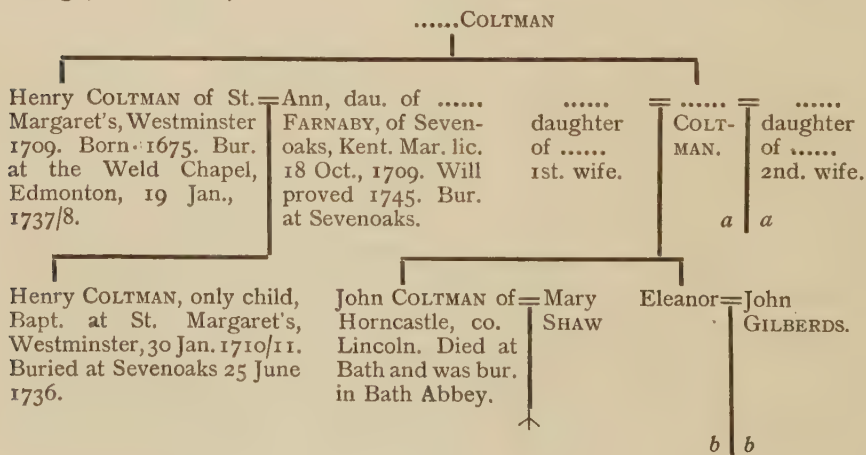 ......COLTMAN
Henry COLTMAN of St.
Margaret's, Westminster
1709. Born 1675. Bur.
at the Weld Chapel,
Edmonton, 19 Jan.,
1737/8.
=Ann, dau. of ......
FARNABY, of Seven-
oaks, Kent. Mar. lic.
18 Oct., 1709. Will
proved 1745. Bur.
at Sevenoaks.
......
daughter
of ......
1st. wife.
= ...... =
COLT-
MAN.
......
daughter
of ......
2nd. wife.
a a
Henry COLTMAN, only child,
Bapt. at St. Margaret's,
Westminster, 30 Jan. 1710/11.
Buried at Sevenoaks 25 June
1736.
John COLTMAN of
Horncastle, co.
Lincoln. Died at
Bath and was bur.
in Bath Abbey.
=Mary
SHAW
Eleanor=John
GILBERDS.
b b